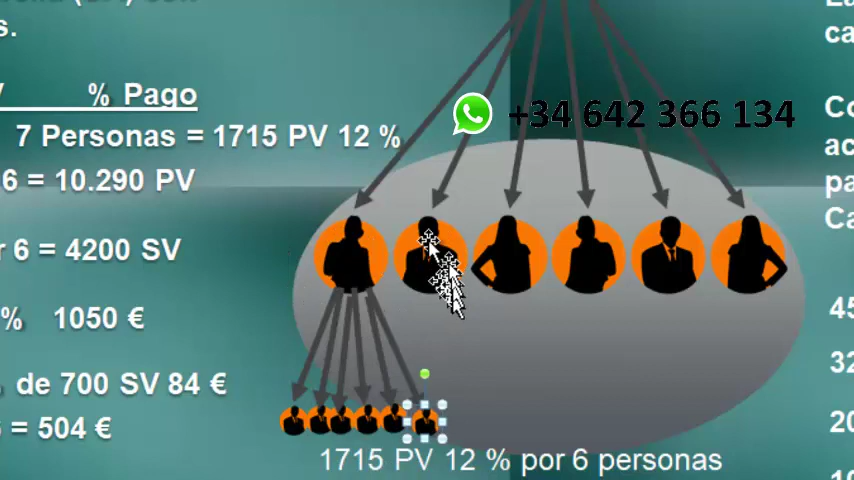 s.
% Pago
7 Personas = 1715 PV 12 %
6 = 10.290 PV
r 6 = 4200 SV
%    1050 €
de 700 SV 84 €
= 504 €
+34 642 366 134
1715 PV 12 % por 6 personas
ca
Co
ac
pa
Ca
45
32
20